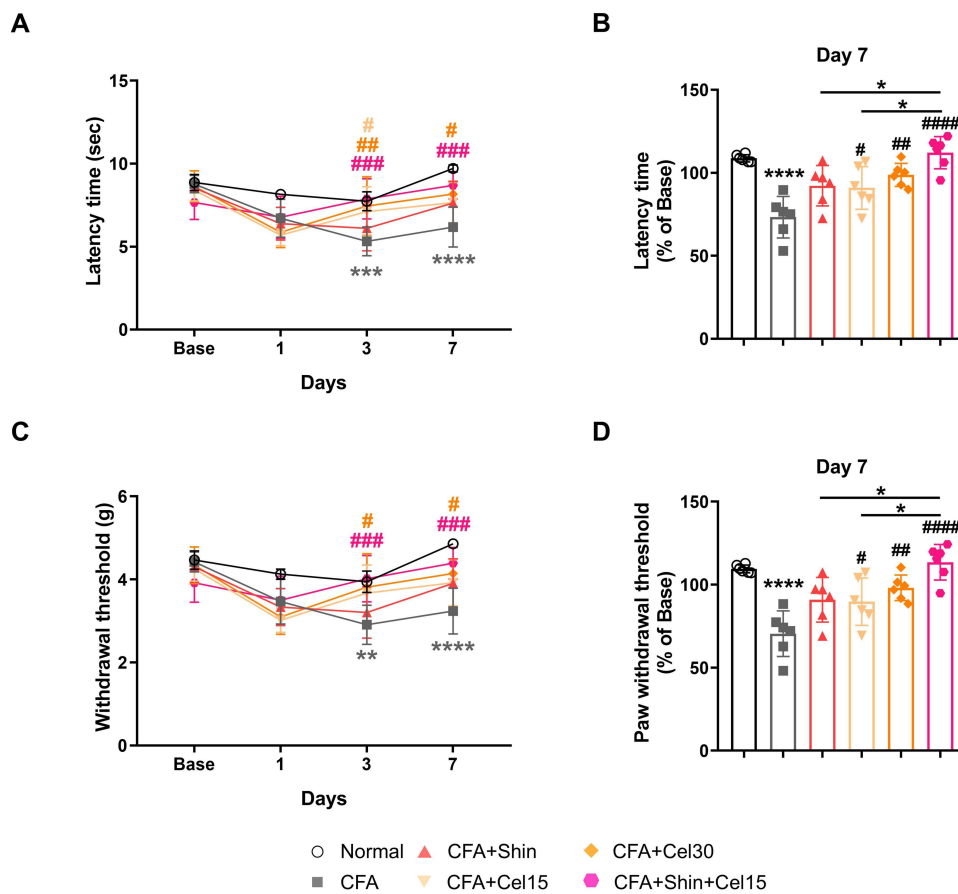 A
Latency time (sec)
15
10
5
0
#
##
###
#
###
***
****
Base 1 3 7
Days
B
Day 7
Latency time
(% of Base)
150
100
50
0
*
*
****
#
##
####
C
Withdrawal threshold (g)
6
4
2
0
#
###
#
###
**
****
Base 1 3 7
Days
D
Day 7
Paw withdrawal threshold
(% of Base)
150
100
50
0
*
*
****
#
##
####
Normal CFA+Shin CFA+Cel30
CFA CFA+Cel15 CFA+Shin+Cel15